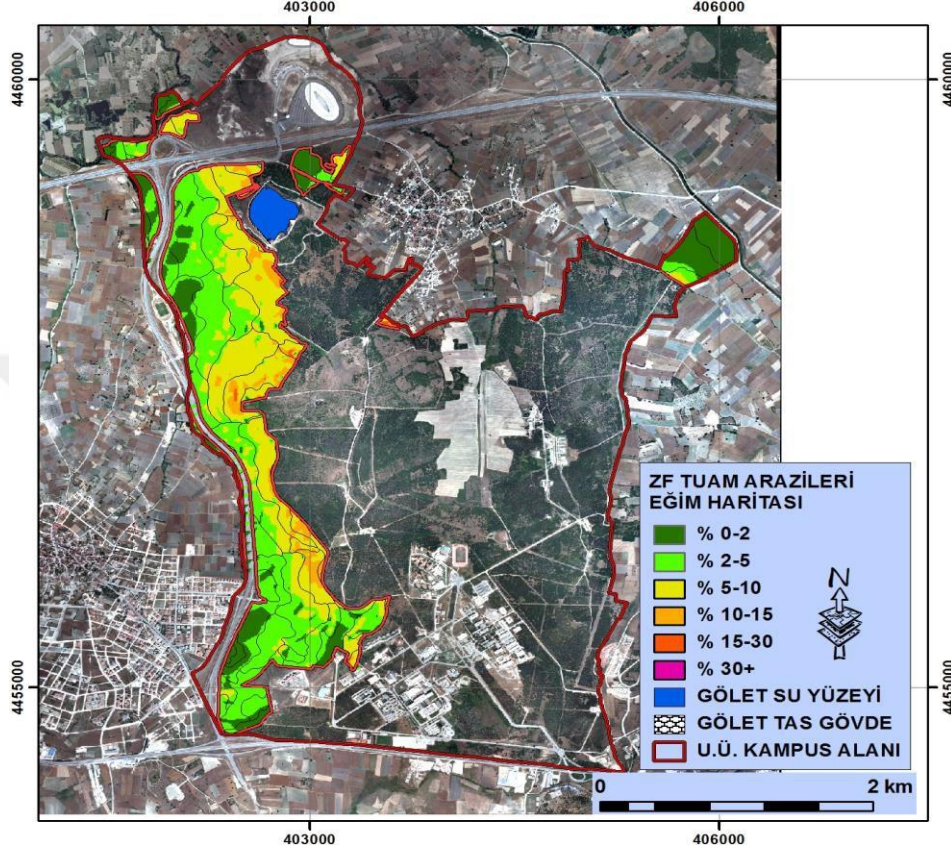 403000
406000
4460000
4460000
ZF TUAM ARAZİLERİ
EĞİM HARİTASI
% 0-2
% 2-5
% 5-10
% 10-15
% 15-30
% 30+
GÖLET SU YÜZEYİ
GÖLET TAS GÖVDE
U.Ü. KAMPUS ALANI
N
4455000
4455000
0
2 km
403000
406000